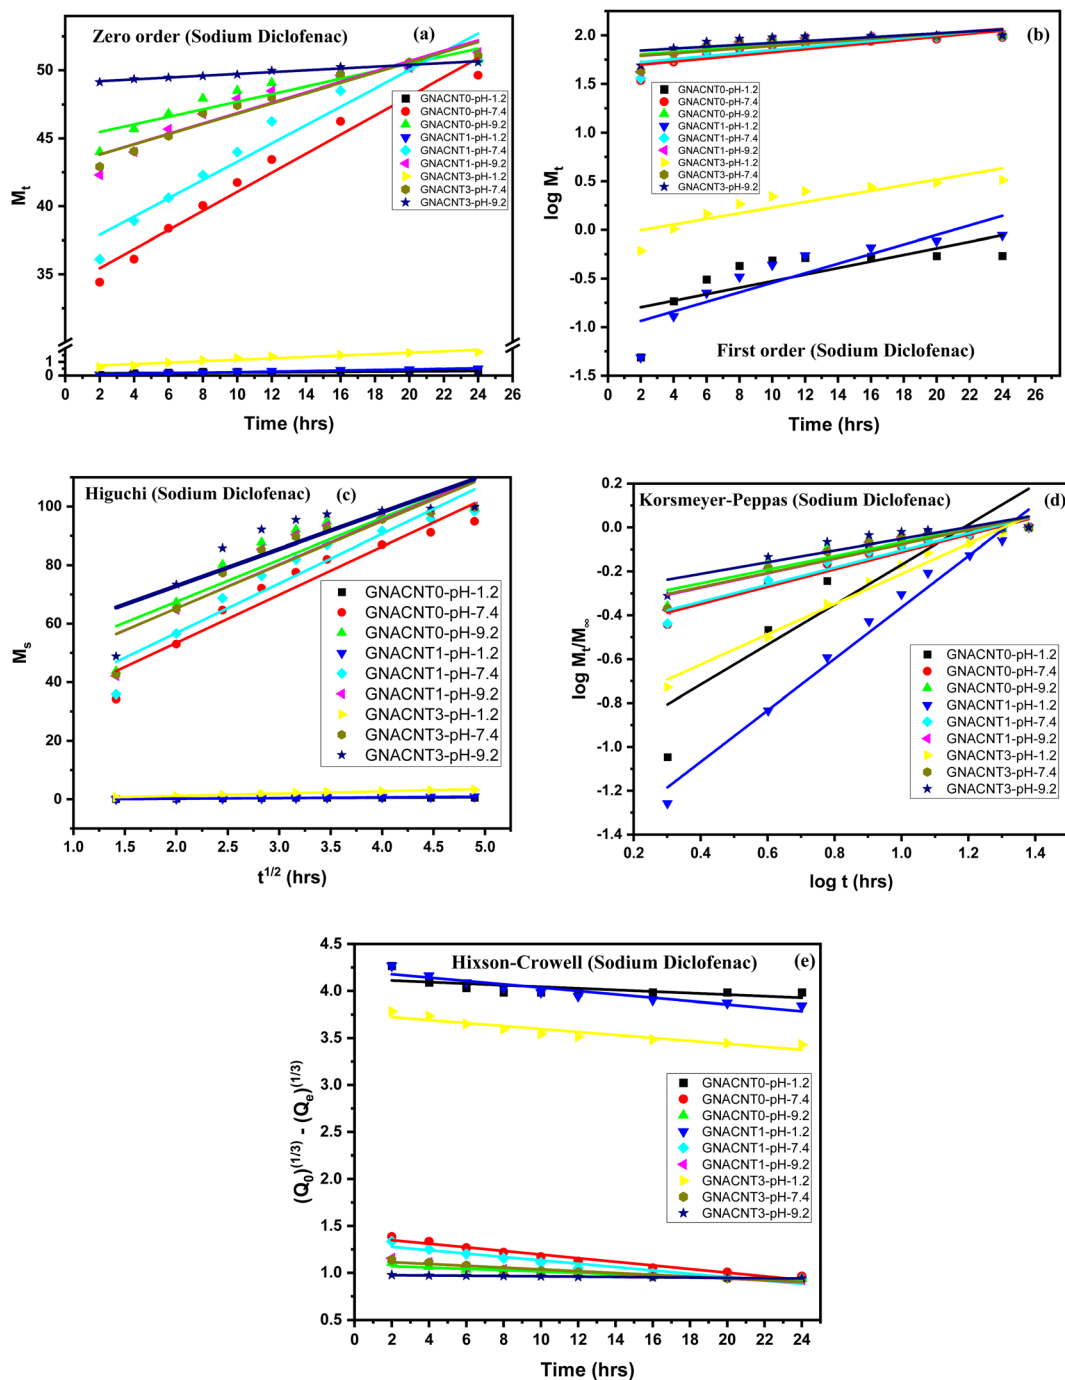 Zero order (Sodium Diclofenac)
(a)
50
45
40
35
1
0
M_t
GNACNT0-pH-1.2
GNACNT0-pH-7.4
GNACNT0-pH-9.2
GNACNT1-pH-1.2
GNACNT1-pH-7.4
GNACNT1-pH-9.2
GNACNT3-pH-1.2
GNACNT3-pH-7.4
GNACNT3-pH-9.2
0 2 4 6 8 10 12 14 16 18 20 22 24 26
Time (hrs)
(b)
2.0
1.5
1.0
0.5
0.0
-0.5
-1.0
-1.5
log M_t
GNACNT0-pH-1.2
GNACNT0-pH-7.4
GNACNT0-pH-9.2
GNACNT1-pH-1.2
GNACNT1-pH-7.4
GNACNT1-pH-9.2
GNACNT3-pH-1.2
GNACNT3-pH-7.4
GNACNT3-pH-9.2
First order (Sodium Diclofenac)
0 2 4 6 8 10 12 14 16 18 20 22 24 26
Time (hrs)
Higuchi (Sodium Diclofenac)
(c)
100
80
60
40
20
0
M_s
GNACNT0-pH-1.2
GNACNT0-pH-7.4
GNACNT0-pH-9.2
GNACNT1-pH-1.2
GNACNT1-pH-7.4
GNACNT1-pH-9.2
GNACNT3-pH-1.2
GNACNT3-pH-7.4
GNACNT3-pH-9.2
1.0 1.5 2.0 2.5 3.0 3.5 4.0 4.5 5.0
t^1/2 (hrs)
Korsmeyer-Peppas (Sodium Diclofenac)
(d)
0.2
0.0
-0.2
-0.4
-0.6
-0.8
-1.0
-1.2
-1.4
log M_t/M_∞
GNACNT0-pH-1.2
GNACNT0-pH-7.4
GNACNT0-pH-9.2
GNACNT1-pH-1.2
GNACNT1-pH-7.4
GNACNT1-pH-9.2
GNACNT3-pH-1.2
GNACNT3-pH-7.4
GNACNT3-pH-9.2
0.2 0.4 0.6 0.8 1.0 1.2 1.4
log t (hrs)
Hixson-Crowell (Sodium Diclofenac)
(e)
4.5
4.0
3.5
3.0
2.5
2.0
1.5
1.0
0.5
(Q_0)^(1/3) - (Q_e)^(1/3)
GNACNT0-pH-1.2
GNACNT0-pH-7.4
GNACNT0-pH-9.2
GNACNT1-pH-1.2
GNACNT1-pH-7.4
GNACNT1-pH-9.2
GNACNT3-pH-1.2
GNACNT3-pH-7.4
GNACNT3-pH-9.2
0 2 4 6 8 10 12 14 16 18 20 22 24
Time (hrs)